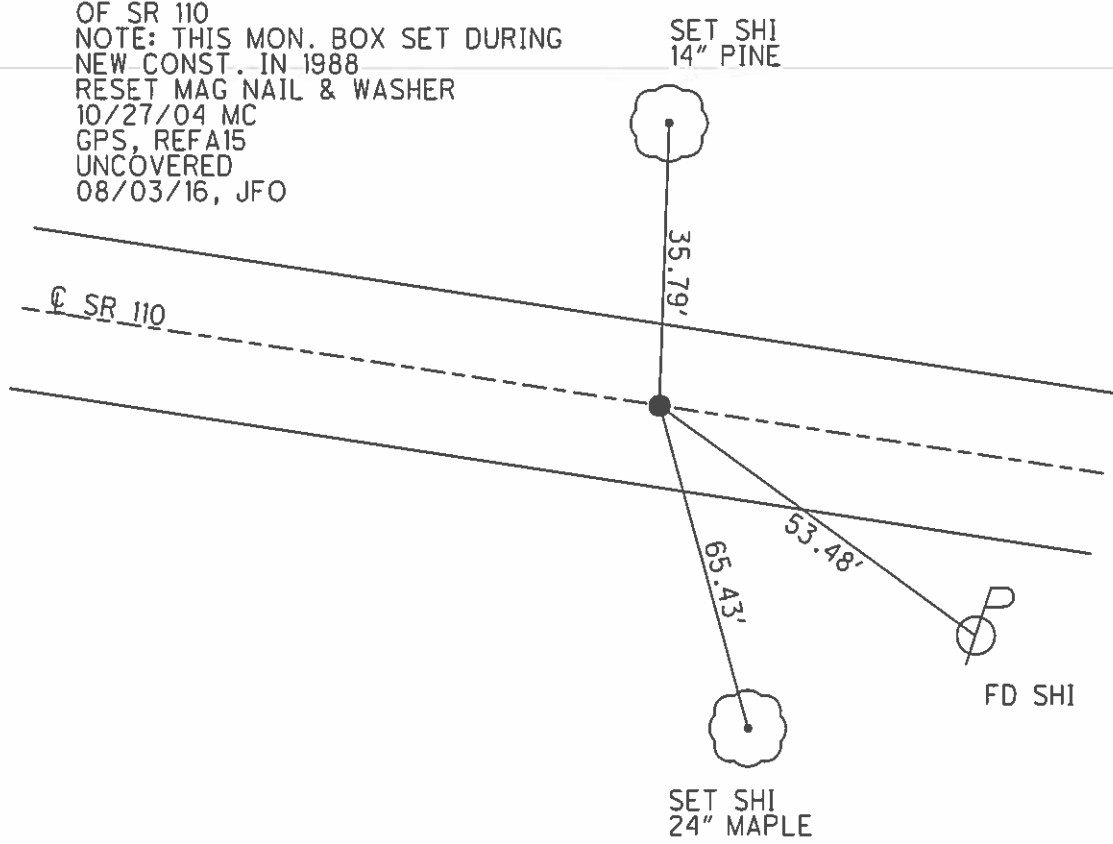 OF SR 110
NOTE: THIS MON. BOX SET DURING
NEW CONST. IN 1988
RESET MAG NAIL & WASHER
10/27/04 MC
GPS, REFA15
UNCOVERED
08/03/16, JFO
SET SHI
14" PINE
35.79'
℄ SR 110
53.48'
65.43'
P
FD SHI
SET SHI
24" MAPLE